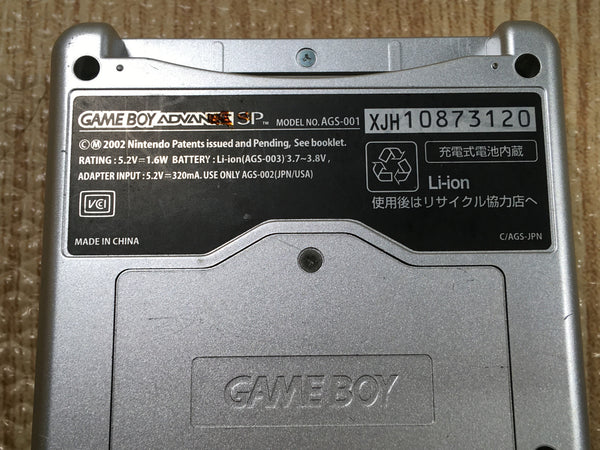 GAME BOY ADVANCE SP™ MODEL NO. AGS-001 XJH10873120
©Ⓜ 2002 Nintendo Patents issued and Pending, See booklet.
RATING : 5.2V⎓1.6W BATTERY : Li-ion(AGS-003) 3.7~3.8V,
ADAPTER INPUT : 5.2V⎓320mA. USE ONLY AGS-002(JPN/USA)
VCI
MADE IN CHINA
充電式電池内蔵
Li-ion
使用後はリサイクル協力店へ
C/AGS-JPN
GAME BOY